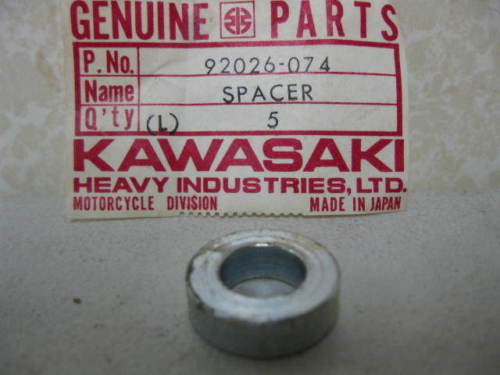 GENUINE PARTS
P. No. 92026-074
Name SPACER
Q'ty (L) 5
KAWASAKI
HEAVY INDUSTRIES, LTD.
MOTORCYCLE DIVISION MADE IN JAPAN